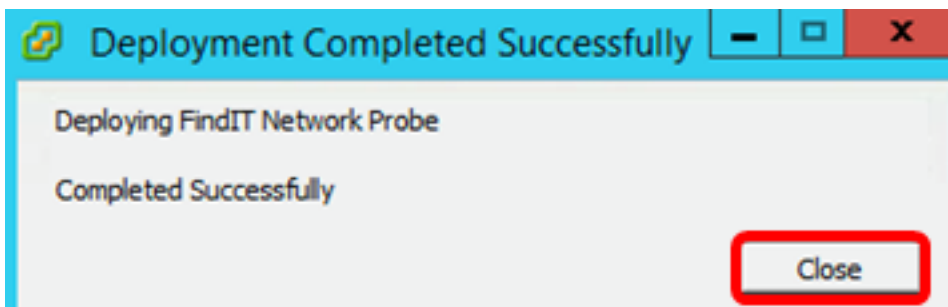 Deployment Completed Successfully
Deploying FindIT Network Probe
Completed Successfully
Close